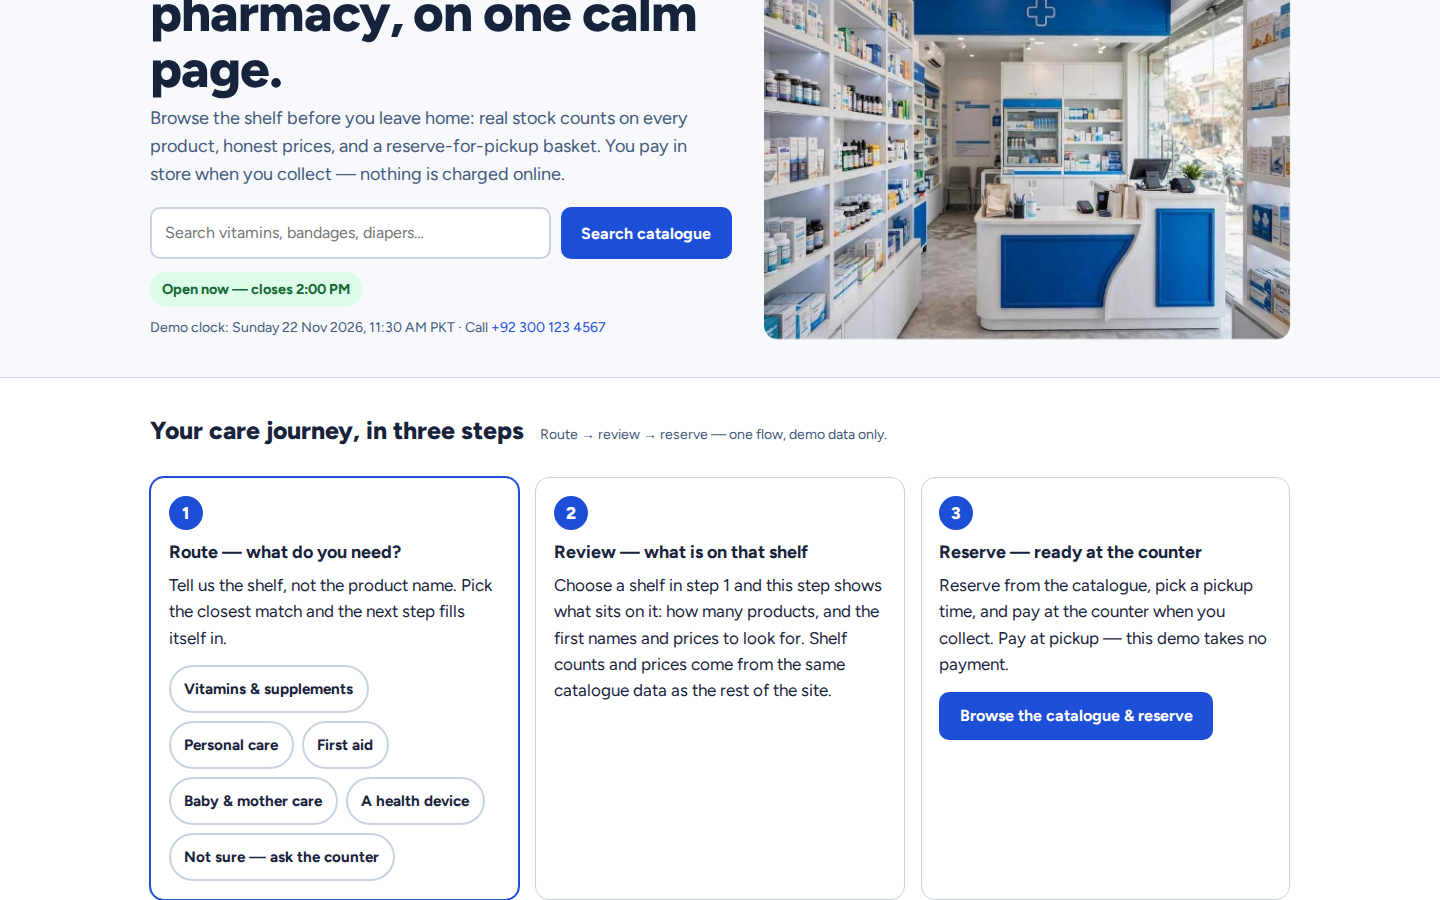 pharmacy, on one calm
page.
Browse the shelf before you leave home: real stock counts on every
product, honest prices, and a reserve-for-pickup basket. You pay in
store when you collect — nothing is charged online.
Search vitamins, bandages, diapers...
Search catalogue
Open now — closes 2:00 PM
Demo clock: Sunday 22 Nov 2026, 11:30 AM PKT · Call +92 300 123 4567
Your care journey, in three steps
Route → review → reserve — one flow, demo data only.
1
Route — what do you need?
Tell us the shelf, not the product name. Pick
the closest match and the next step fills
itself in.
Vitamins & supplements
Personal care
First aid
Baby & mother care
A health device
Not sure — ask the counter
2
Review — what is on that shelf
Choose a shelf in step 1 and this step shows
what sits on it: how many products, and the
first names and prices to look for. Shelf
counts and prices come from the same
catalogue data as the rest of the site.
3
Reserve — ready at the counter
Reserve from the catalogue, pick a pickup
time, and pay at the counter when you
collect. Pay at pickup — this demo takes no
payment.
Browse the catalogue & reserve